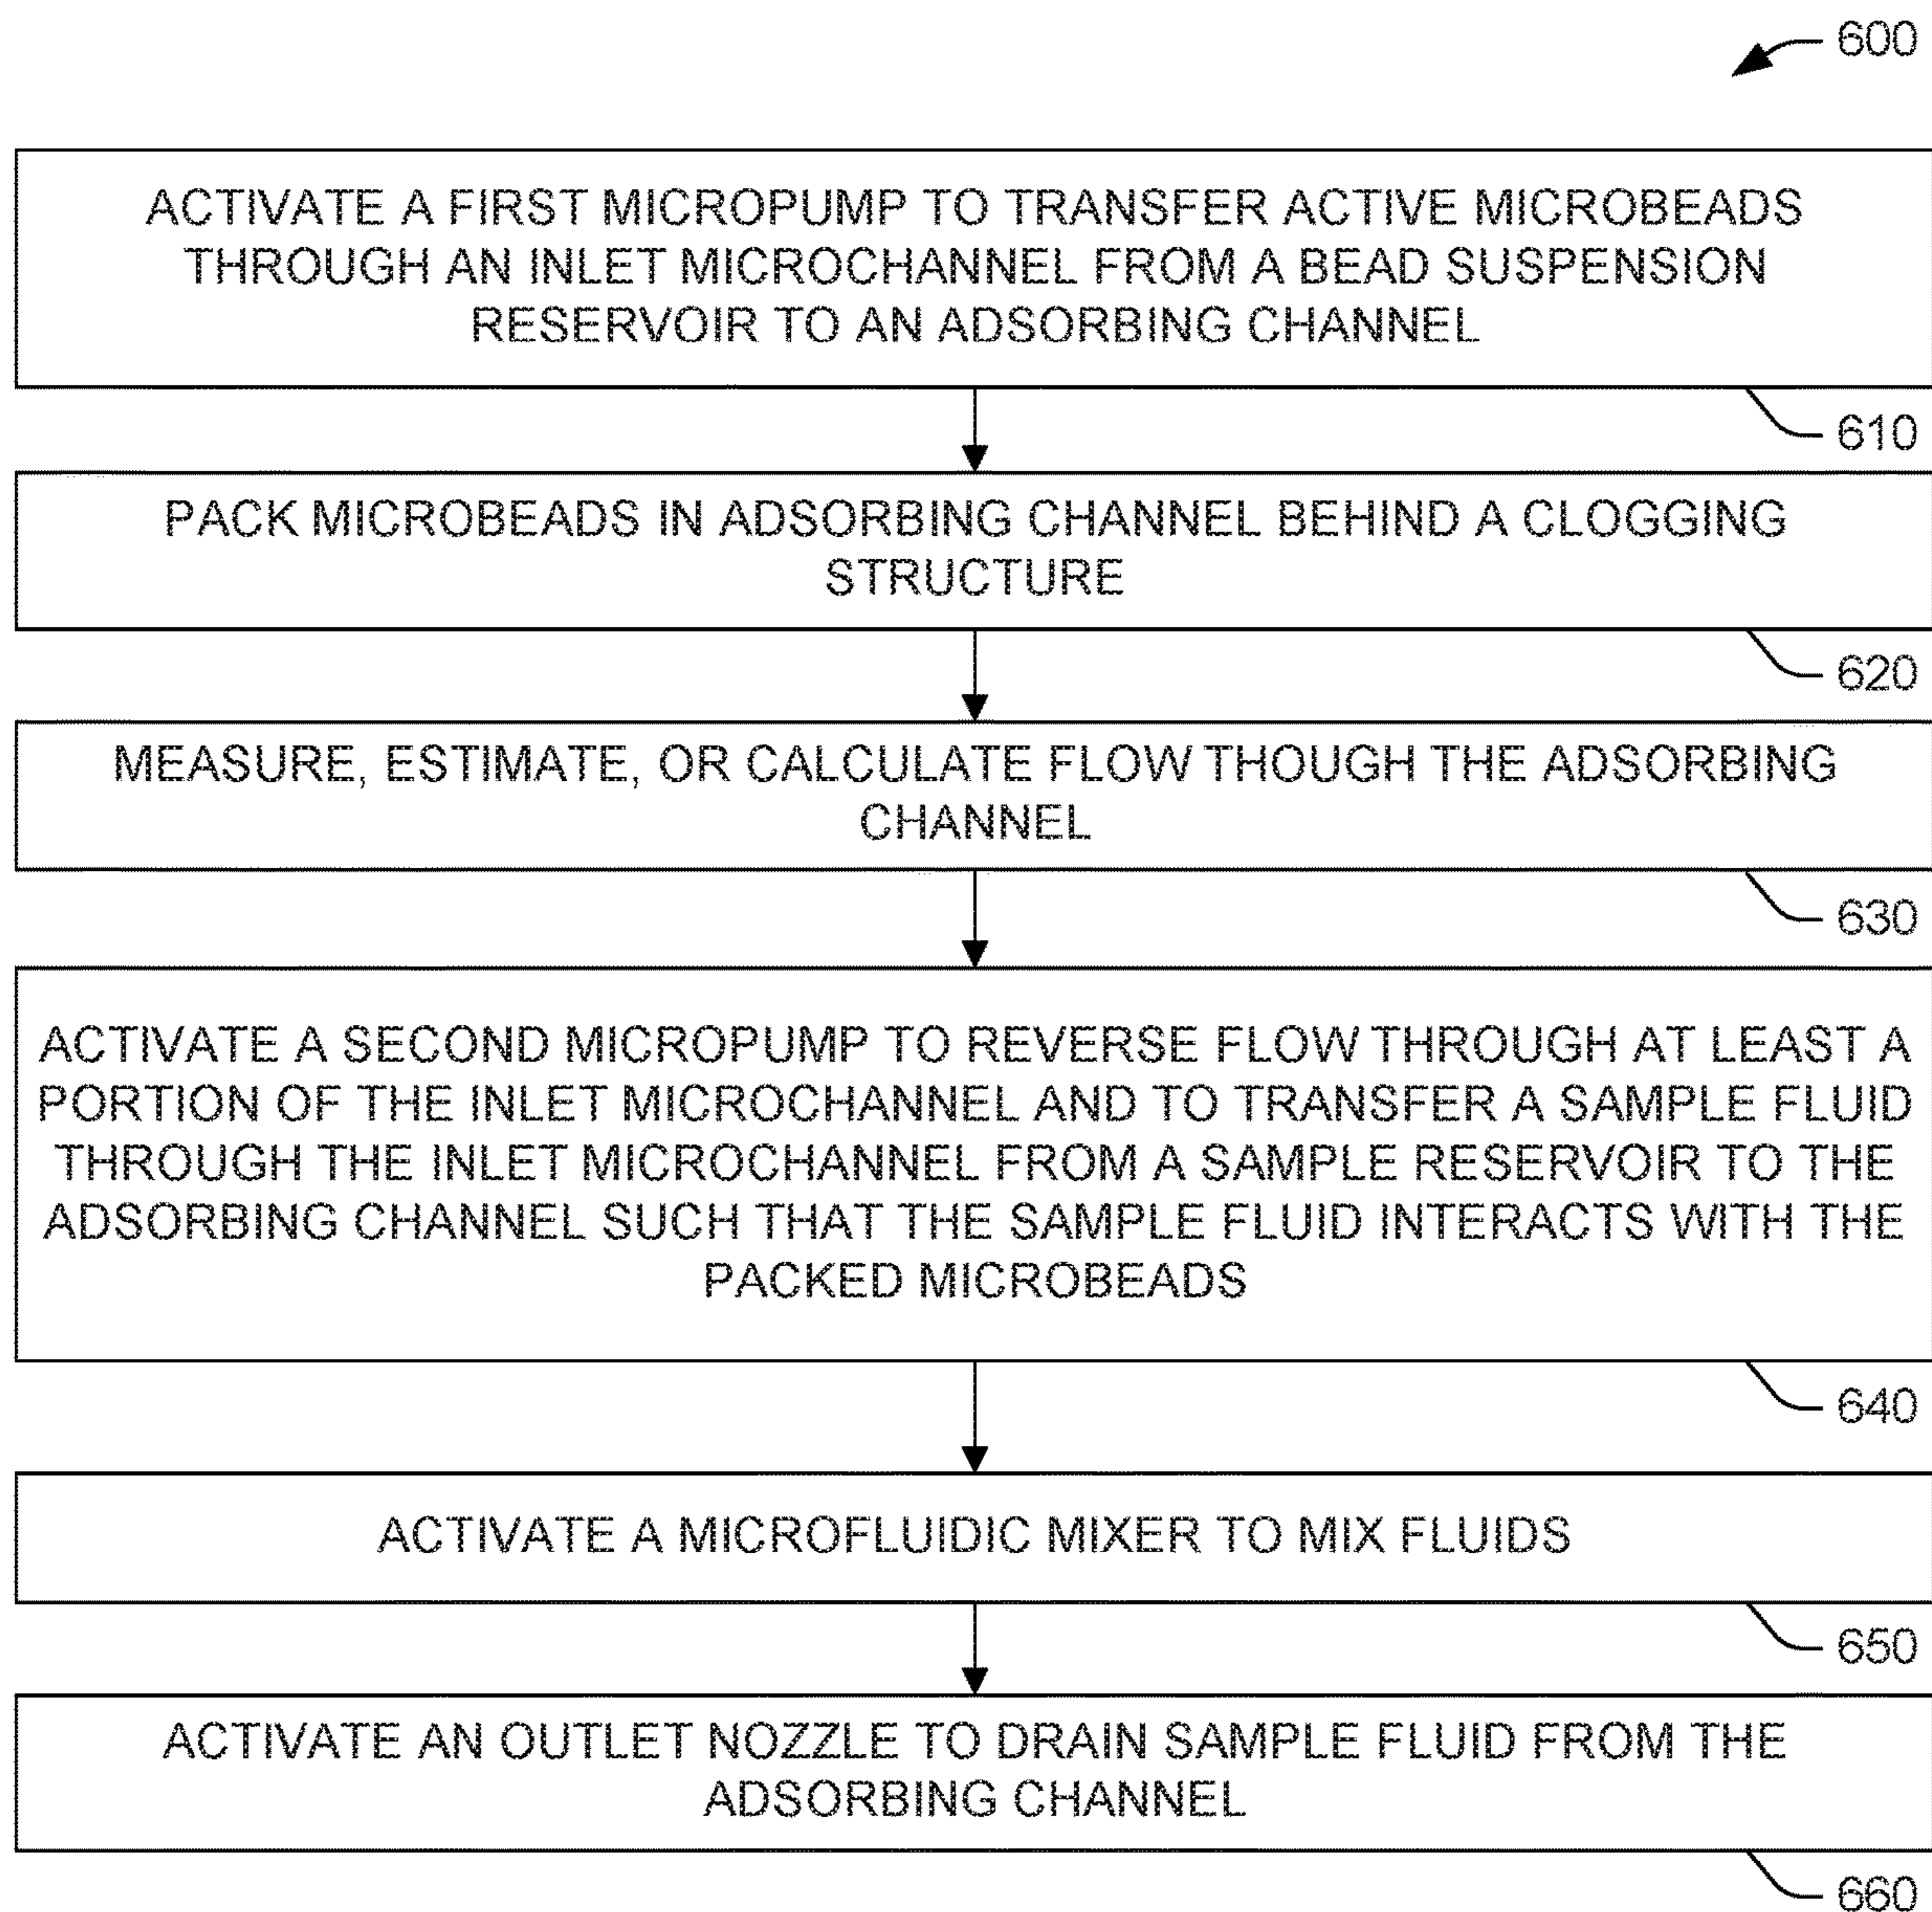 600
ACTIVATE A FIRST MICROPUMP TO TRANSFER ACTIVE MICROBEADS
THROUGH AN INLET MICROCHANNEL FROM A BEAD SUSPENSION
RESERVOIR TO AN ADSORBING CHANNEL
610
PACK MICROBEADS IN ADSORBING CHANNEL BEHIND A CLOGGING
STRUCTURE
620
MEASURE, ESTIMATE, OR CALCULATE FLOW THOUGH THE ADSORBING
CHANNEL
630
ACTIVATE A SECOND MICROPUMP TO REVERSE FLOW THROUGH AT LEAST A
PORTION OF THE INLET MICROCHANNEL AND TO TRANSFER A SAMPLE FLUID
THROUGH THE INLET MICROCHANNEL FROM A SAMPLE RESERVOIR TO THE
ADSORBING CHANNEL SUCH THAT THE SAMPLE FLUID INTERACTS WITH THE
PACKED MICROBEADS
640
ACTIVATE A MICROFLUIDIC MIXER TO MIX FLUIDS
650
ACTIVATE AN OUTLET NOZZLE TO DRAIN SAMPLE FLUID FROM THE
ADSORBING CHANNEL
660